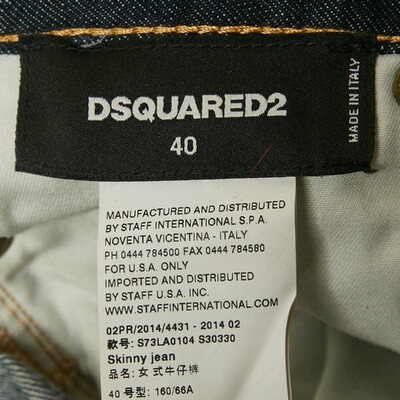 DSQUARED2
40
MADE IN ITALY
MANUFACTURED AND DISTRIBUTED
BY STAFF INTERNATIONAL S.P.A.
NOVENTA VICENTINA - ITALY
PH 0444 784500 FAX 0444 784580
FOR U.S.A. ONLY
IMPORTED AND DISTRIBUTED
BY STAFF U.S.A. INC.
WWW.STAFFINTERNATIONAL.COM
02PR/2014/4431 - 2014 02
款号: S73LA0104 S30330
Skinny jean
品名: 女式牛仔裤
40 号型: 160/66A